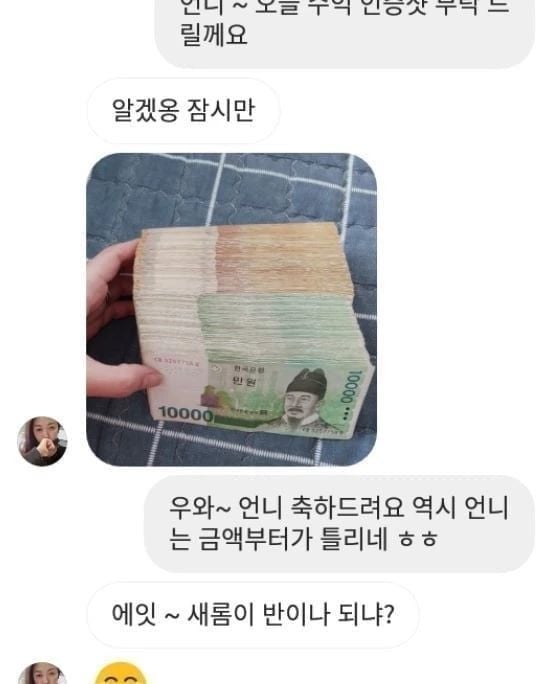 언니 ~ 오늘 수익 인증샷 부탁 드
릴께요
알겠옹 잠시만
한국은행
만원
10000
10000
우와~ 언니 축하드려요 역시 언니
는 금액부터가 틀리네 ㅎㅎ
에잇 ~ 새롬이 반이나 되냐?